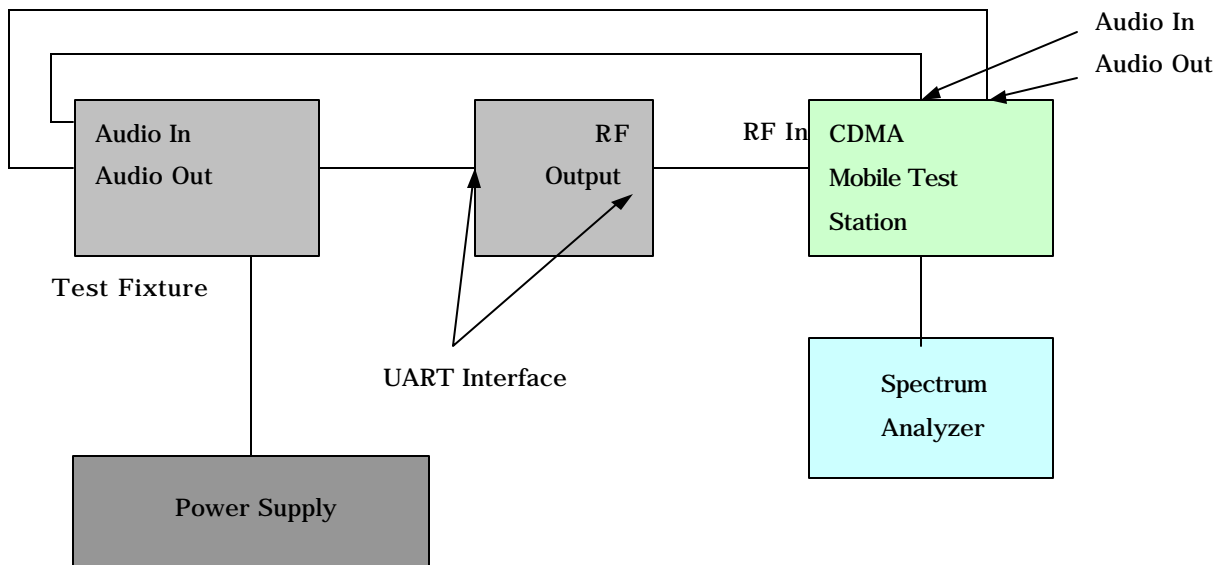 Audio In
Audio Out
Audio In
Audio Out
RF
Output
RF In
CDMA
Mobile Test
Station
Test Fixture
UART Interface
Spectrum
Analyzer
Power Supply